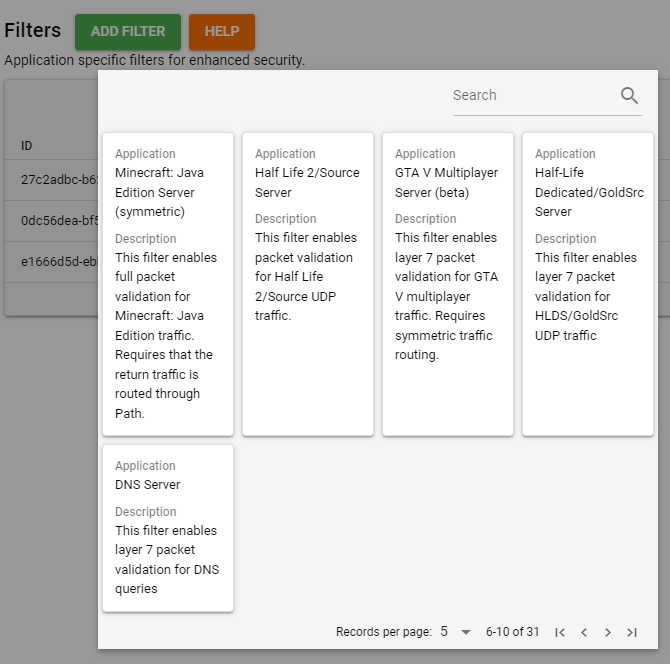 Filters
ADD FILTER
HELP
Application specific filters for enhanced security.
Search
ID
27c2adbc-b6
0dc56dea-bf5
e1666d5d-eb
Application
Minecraft: Java
Edition Server
(symmetric)
Description
This filter enables
full packet
validation for
Minecraft: Java
Edition traffic.
Requires that the
return traffic is
routed through
Path.
Application
Half Life 2/Source
Server
Description
This filter enables
packet validation
for Half Life
2/Source UDP
traffic.
Application
GTA V Multiplayer
Server (beta)
Description
This filter enables
layer 7 packet
validation for GTA
V multiplayer
traffic. Requires
symmetric traffic
routing.
Application
Half-Life
Dedicated/GoldSrc
Server
Description
This filter enables
layer 7 packet
validation for
HLDS/GoldSrc
UDP traffic
Application
DNS Server
Description
This filter enables
layer 7 packet
validation for DNS
queries
Records per page: 5 6-10 of 31